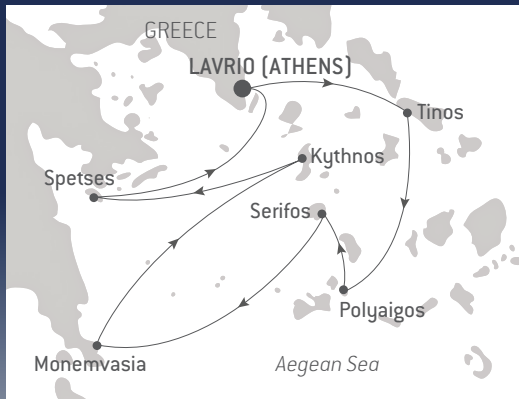 GREECE
LAVRIO (ATHENS)
Tinos
Kythnos
Spetses
Serifos
Polyaigos
Monemvasia
Aegean Sea